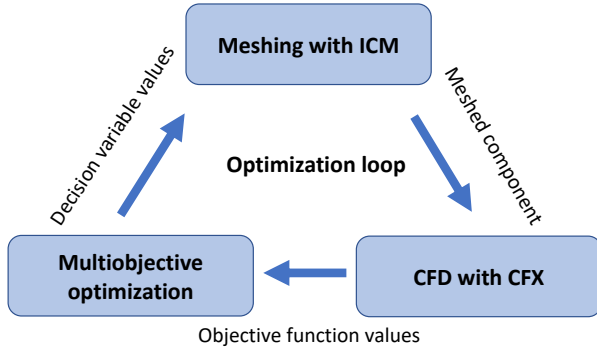 Meshing with ICM
Decision variable values
Meshed component
Optimization loop
Multiobjective
optimization
CFD with CFX
Objective function values